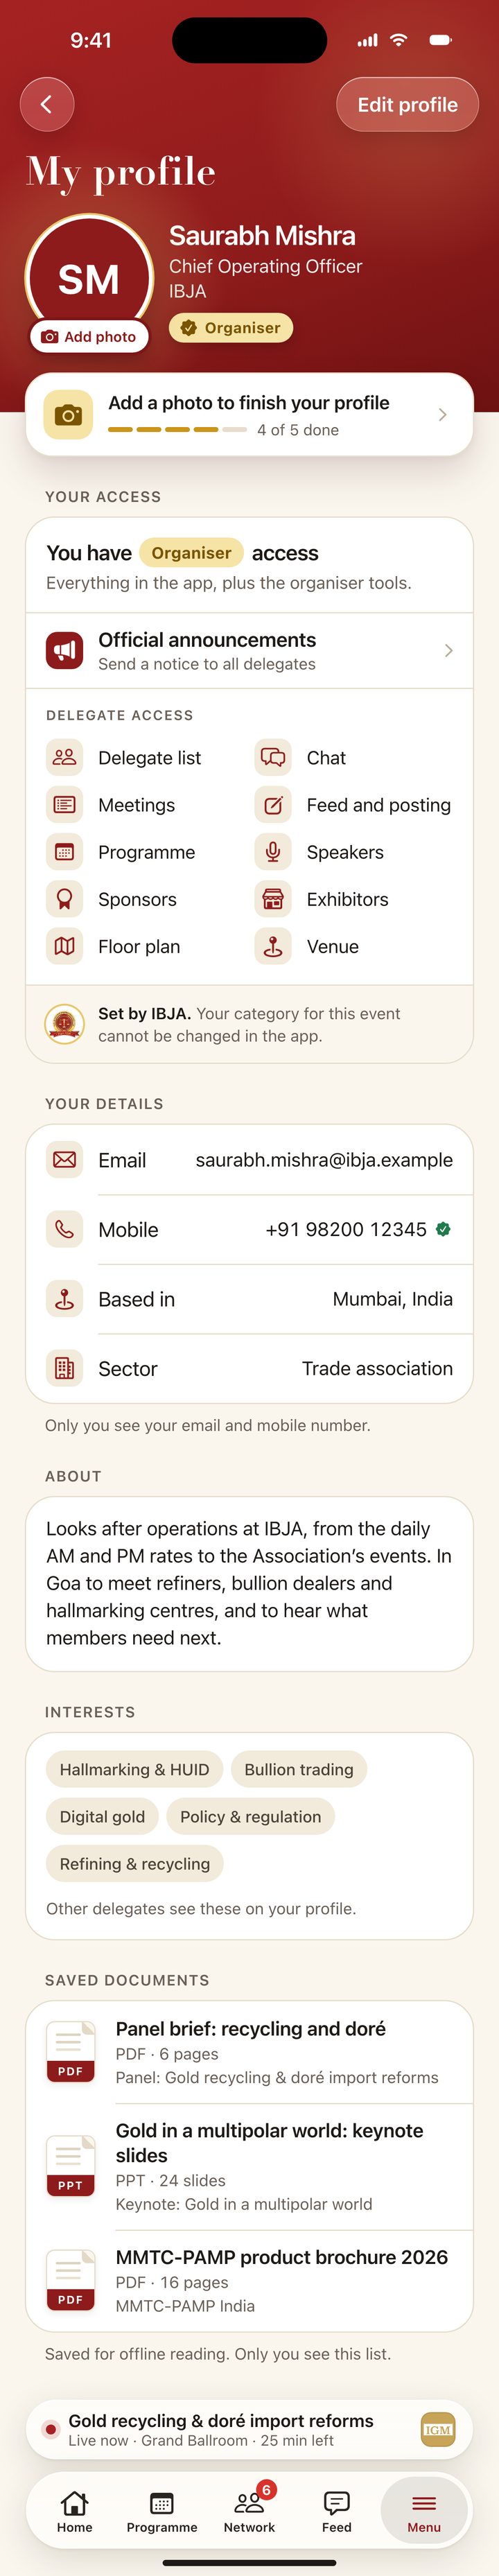 9:41
Edit profile
My profile
SM
Add photo
Saurabh Mishra
Chief Operating Officer
IBJA
Organiser
Add a photo to finish your profile
4 of 5 done
YOUR ACCESS
You have Organiser access
Everything in the app, plus the organiser tools.
Official announcements
Send a notice to all delegates
DELEGATE ACCESS
Delegate list
Chat
Meetings
Feed and posting
Programme
Speakers
Sponsors
Exhibitors
Floor plan
Venue
Set by IBJA. Your category for this event
cannot be changed in the app.
YOUR DETAILS
Email saurabh.mishra@ibja.example
Mobile +91 98200 12345
Based in Mumbai, India
Sector Trade association
Only you see your email and mobile number.
ABOUT
Looks after operations at IBJA, from the daily
AM and PM rates to the Association’s events. In
Goa to meet refiners, bullion dealers and
hallmarking centres, and to hear what
members need next.
INTERESTS
Hallmarking & HUID
Bullion trading
Digital gold
Policy & regulation
Refining & recycling
Other delegates see these on your profile.
SAVED DOCUMENTS
PDF
Panel brief: recycling and doré
PDF · 6 pages
Panel: Gold recycling & doré import reforms
PPT
Gold in a multipolar world: keynote
slides
PPT · 24 slides
Keynote: Gold in a multipolar world
PDF
MMTC-PAMP product brochure 2026
PDF · 16 pages
MMTC-PAMP India
Saved for offline reading. Only you see this list.
Gold recycling & doré import reforms
Live now · Grand Ballroom · 25 min left
IGM
6
Home
Programme
Network
Feed
Menu